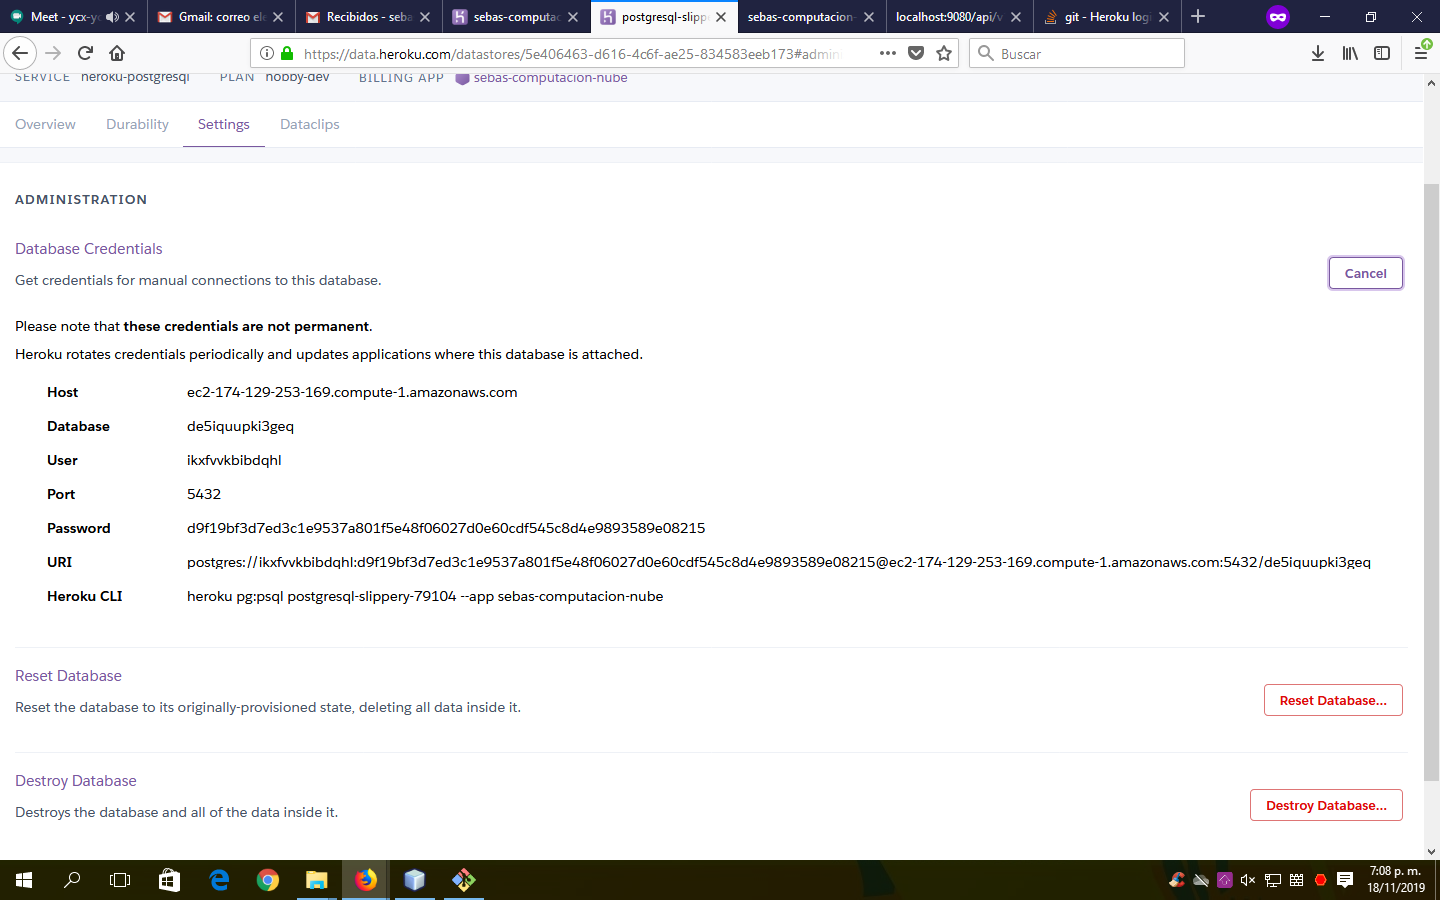 Meet - ycx-y
Gmail: correo ele
Recibidos - seba
sebas-computac
postgresql-slipp
sebas-computacion-
localhost:9080/api/v
git - Heroku logi
https://data.heroku.com/datastores/5e406463-d616-4c6f-ae25-834583eeb173#admin
Buscar
SERVICE heroku-postgresql PLAN hobby-dev BILLING APP sebas-computacion-nube
Overview Durability Settings Dataclips
ADMINISTRATION
Database Credentials
Get credentials for manual connections to this database.
Cancel
Please note that these credentials are not permanent.
Heroku rotates credentials periodically and updates applications where this database is attached.
Host ec2-174-129-253-169.compute-1.amazonaws.com
Database de5iquupki3geq
User ikxfvvkbibdqhl
Port 5432
Password d9f19bf3d7ed3c1e9537a801f5e48f06027d0e60cdf545c8d4e9893589e08215
URI postgres://ikxfvvkbibdqhl:d9f19bf3d7ed3c1e9537a801f5e48f06027d0e60cdf545c8d4e9893589e08215@ec2-174-129-253-169.compute-1.amazonaws.com:5432/de5iquupki3geq
Heroku CLI heroku pg:psql postgresql-slippery-79104 --app sebas-computacion-nube
Reset Database
Reset the database to its originally-provisioned state, deleting all data inside it.
Reset Database...
Destroy Database
Destroys the database and all of the data inside it.
Destroy Database...
7:08 p. m.
18/11/2019